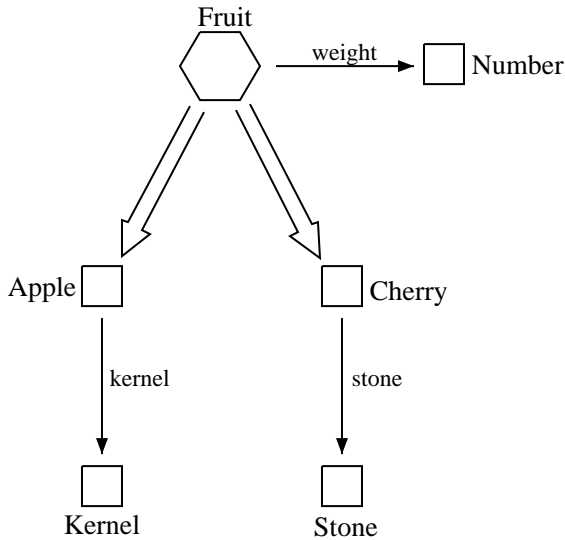 Fruit
weight
Number
Apple
Cherry
kernel
stone
Kernel
Stone